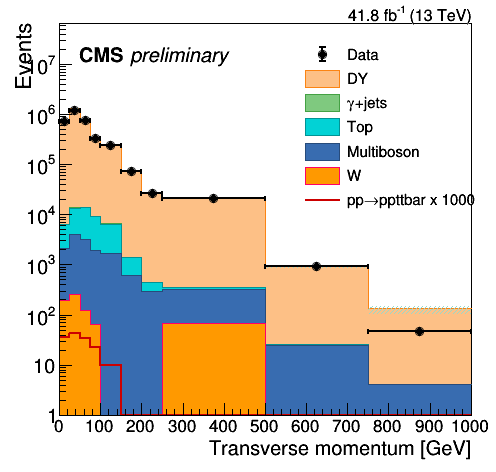 41.8 fb⁻¹ (13 TeV)
Events
CMS preliminary
Data
DY
γ+jets
Top
Multiboson
W
pp→ppttbar x 1000
10⁷
10⁶
10⁵
10⁴
10³
10²
10
1
0 100 200 300 400 500 600 700 800 900 1000
Transverse momentum [GeV]